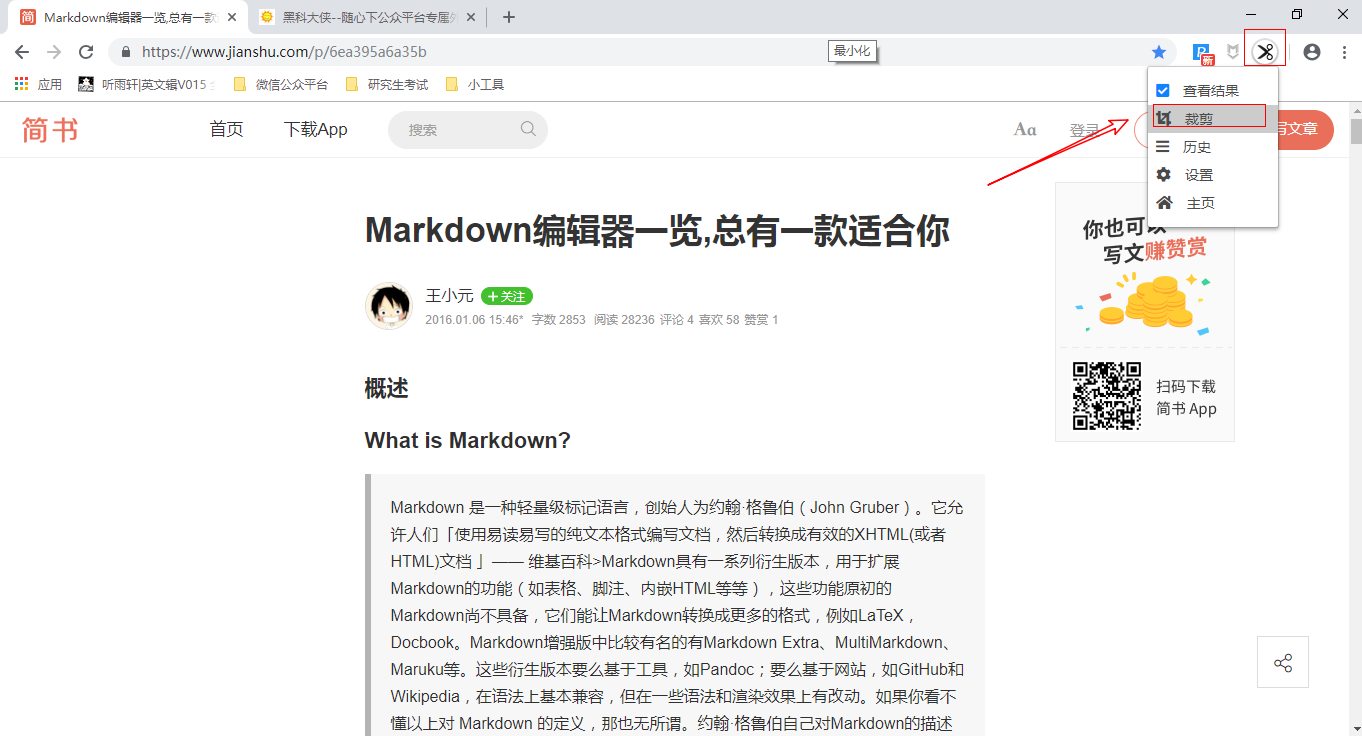 Markdown编辑器一览,总有一款
黑科大侠--随心下公众平台专属
https://www.jianshu.com/p/6ea395a6a35b
最小化
新
应用
听雨轩|英文辑V015
微信公众平台
研究生考试
小工具
查看结果
裁剪
历史
设置
主页
简书
首页
下载App
搜索
Aa
登录
写文章
Markdown编辑器一览,总有一款适合你
王小元
+关注
2016.01.06 15:46* 字数 2853 阅读 28236 评论 4 喜欢 58 赞赏 1
你也可以
写文赚赞赏
扫码下载
简书 App
概述
What is Markdown?
Markdown 是一种轻量级标记语言，创始人为约翰·格鲁伯（John Gruber）。它允
许人们「使用易读易写的纯文本格式编写文档，然后转换成有效的XHTML(或者
HTML)文档 」—— 维基百科>Markdown具有一系列衍生版本，用于扩展
Markdown的功能（如表格、脚注、内嵌HTML等等），这些功能原初的
Markdown尚不具备，它们能让Markdown转换成更多的格式，例如LaTeX，
Docbook。Markdown增强版中比较有名的有Markdown Extra、MultiMarkdown、
Maruku等。这些衍生版本要么基于工具，如Pandoc；要么基于网站，如GitHub和
Wikipedia，在语法上基本兼容，但在一些语法和渲染效果上有改动。如果你看不
懂以上对 Markdown 的定义，那也无所谓。约翰·格鲁伯自己对Markdown的描述